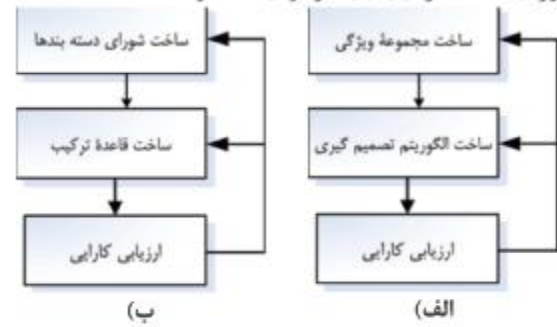 ساخت مجموعهٔ ویژگی
ساخت الگوریتم تصمیم گیری
ارزیابی کارایی
الف)
ساخت شورای دسته بندها
ساخت قاعدهٔ ترکیب
ارزیابی کارایی
ب)